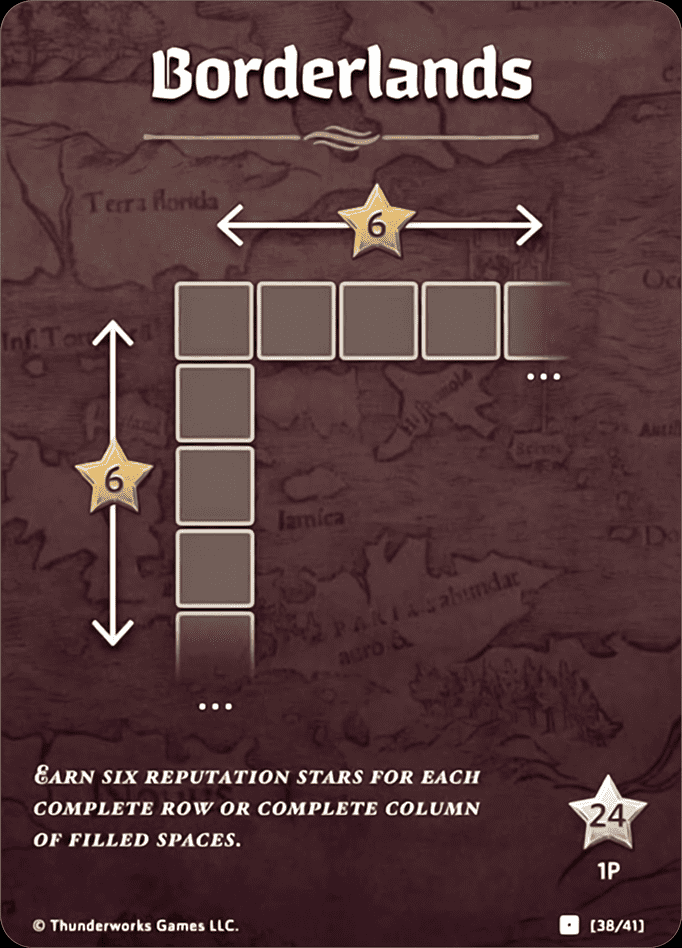 Borderlands
6
Terra florida
6
Jamica
Earn six reputation stars for each
complete row or complete column
of filled spaces.
24
1P
© Thunderworks Games LLC.
[38/41]